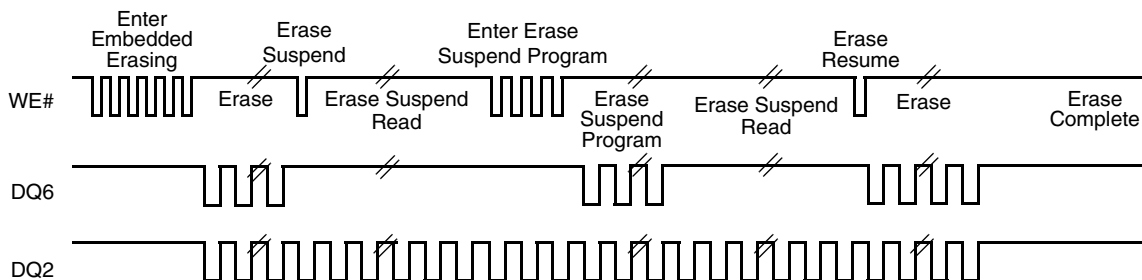 Enter
Embedded
Erasing
Erase
Suspend
Enter Erase
Suspend Program
Erase
Resume
WE#
Erase
Erase Suspend
Read
Erase
Suspend
Program
Erase Suspend
Read
Erase
Erase
Complete
DQ6
DQ2